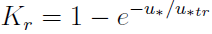 K_r = 1 − e^{−u_*/u_{*tr}}